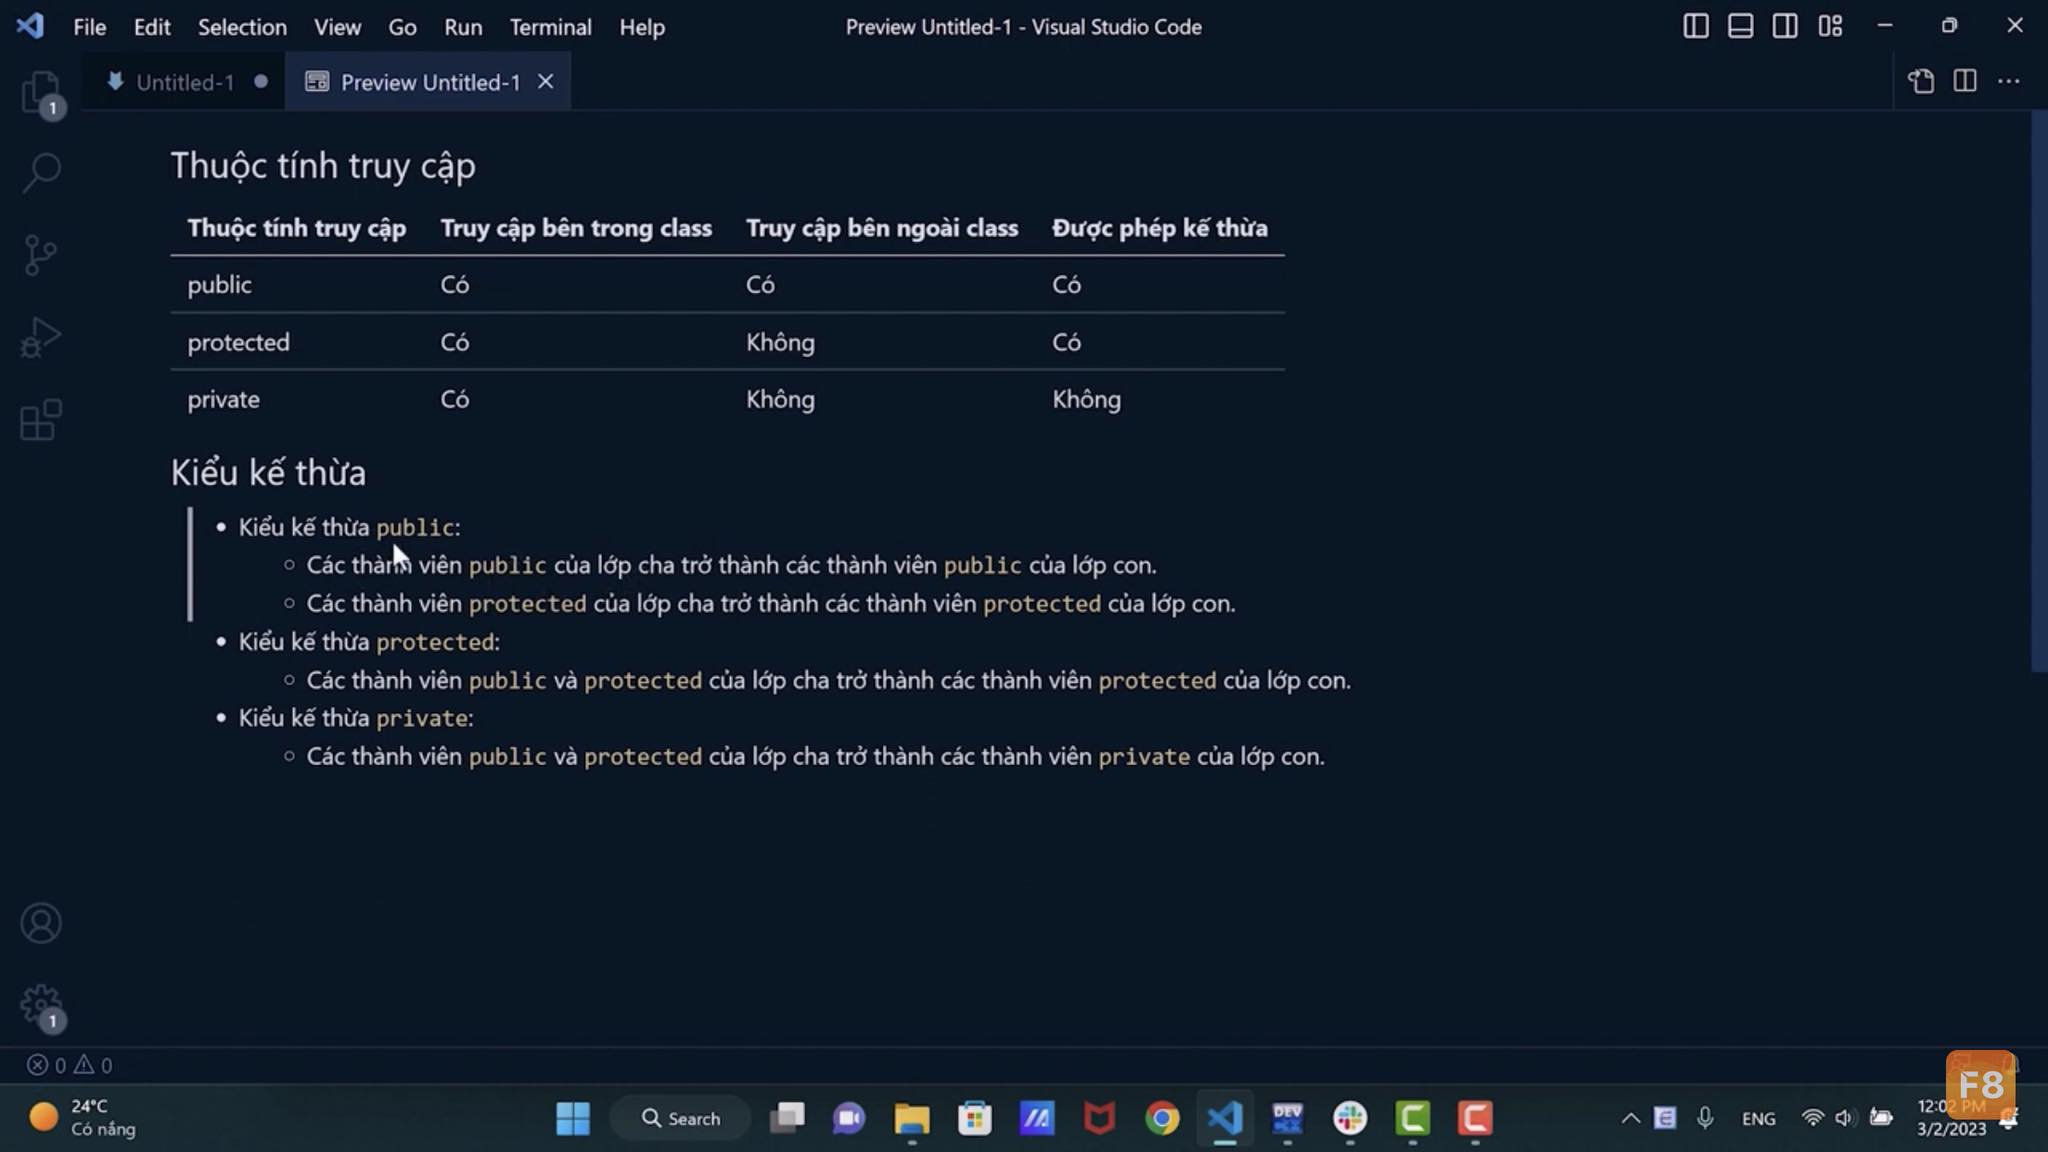 File Edit Selection View Go Run Terminal Help
Preview Untitled-1 - Visual Studio Code
Untitled-1
Preview Untitled-1
1
Thuộc tính truy cập
Thuộc tính truy cập Truy cập bên trong class Truy cập bên ngoài class Được phép kế thừa
public Có Có Có
protected Có Không Có
private Có Không Không
Kiểu kế thừa
Kiểu kế thừa public:
Các thành viên public của lớp cha trở thành các thành viên public của lớp con.
Các thành viên protected của lớp cha trở thành các thành viên protected của lớp con.
Kiểu kế thừa protected:
Các thành viên public và protected của lớp cha trở thành các thành viên protected của lớp con.
Kiểu kế thừa private:
Các thành viên public và protected của lớp cha trở thành các thành viên private của lớp con.
1
0 0
F8
24°C
Có nắng
Search
DEV
ENG
12:02 PM
3/2/2023